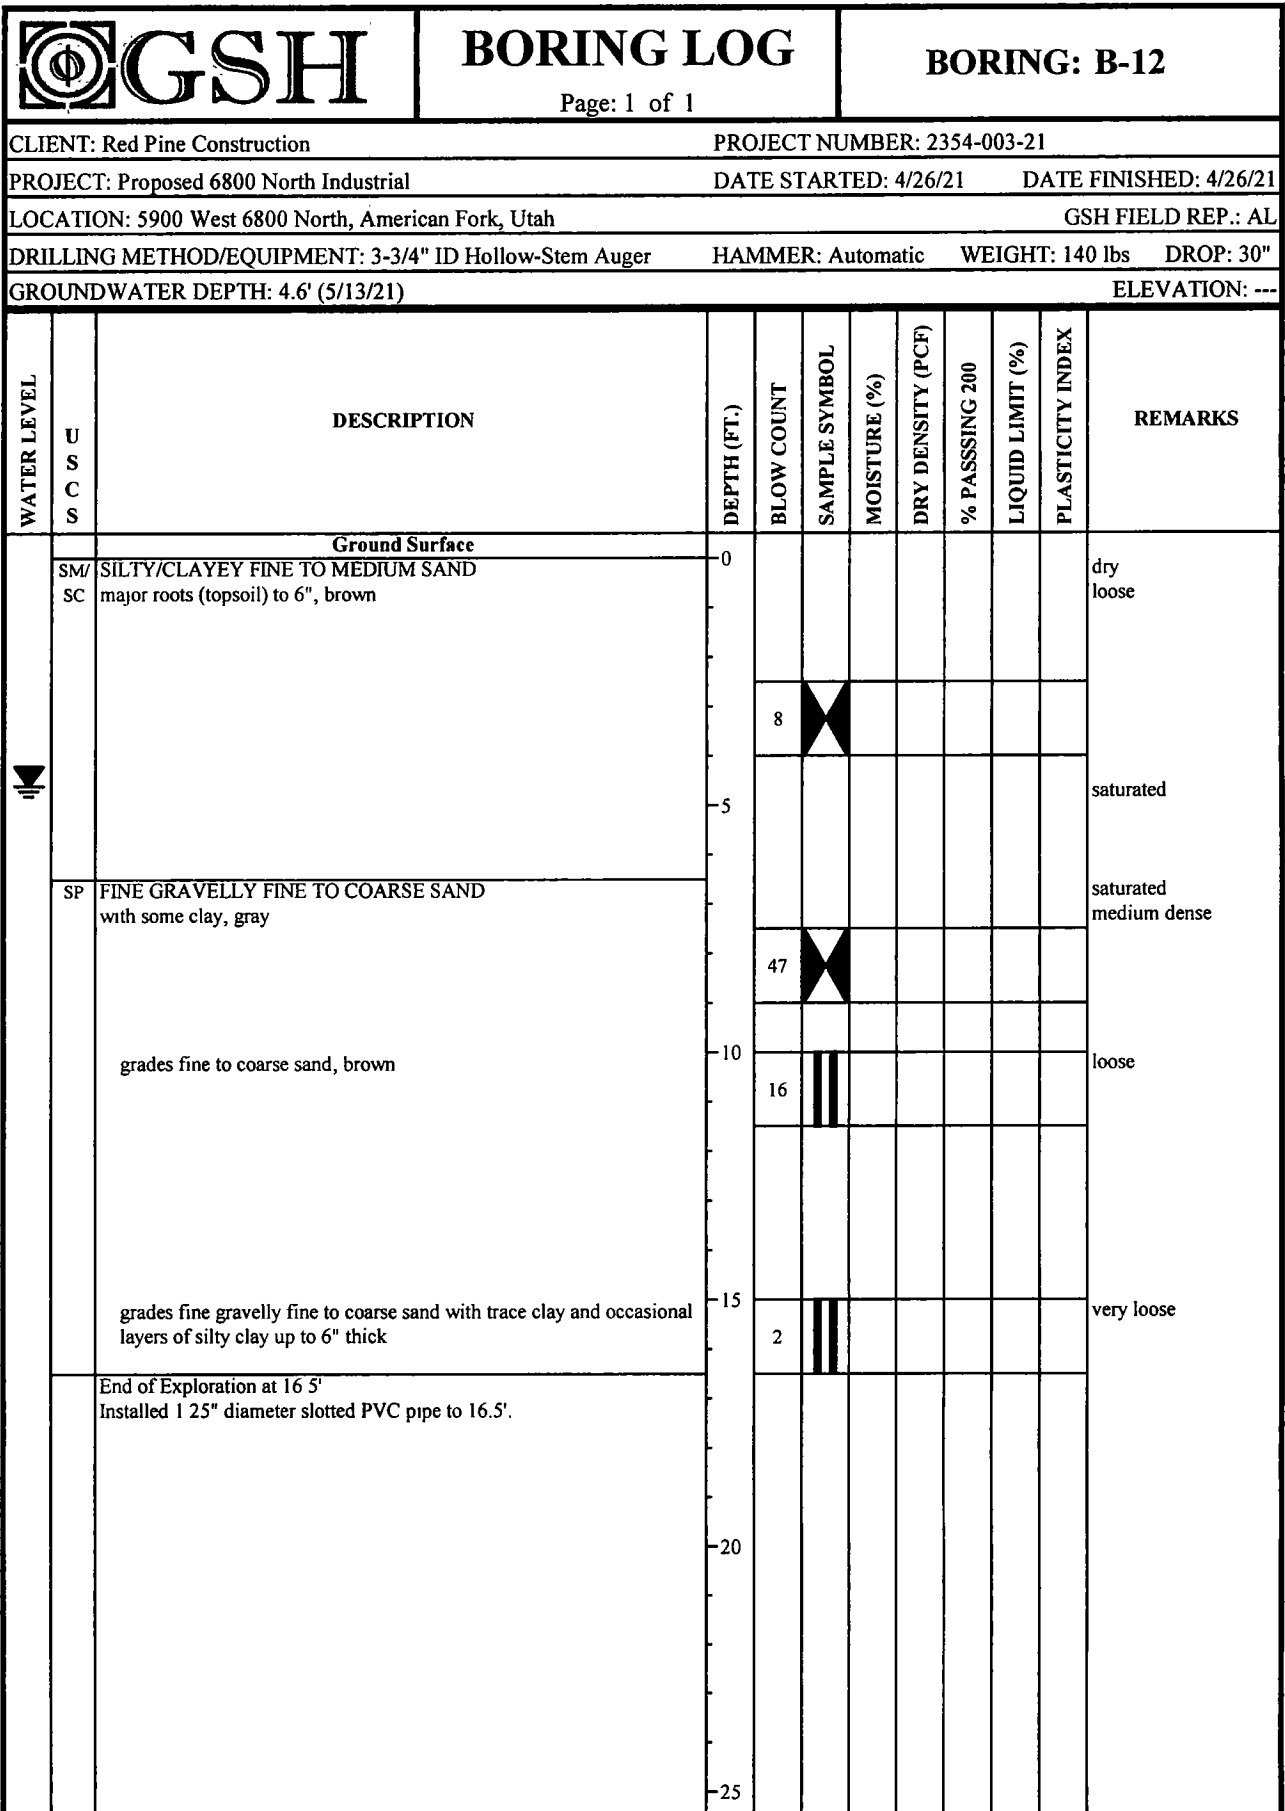 GSH
BORING LOG
Page: 1 of 1
BORING: B-12
CLIENT: Red Pine Construction PROJECT NUMBER: 2354-003-21
PROJECT: Proposed 6800 North Industrial DATE STARTED: 4/26/21 DATE FINISHED: 4/26/21
LOCATION: 5900 West 6800 North, American Fork, Utah GSH FIELD REP.: AL
DRILLING METHOD/EQUIPMENT: 3-3/4" ID Hollow-Stem Auger HAMMER: Automatic WEIGHT: 140 lbs DROP: 30"
GROUNDWATER DEPTH: 4.6' (5/13/21) ELEVATION: ---
WATER LEVEL
U
S
C
S
DESCRIPTION
DEPTH (FT.)
BLOW COUNT
SAMPLE SYMBOL
MOISTURE (%)
DRY DENSITY (PCF)
% PASSSING 200
LIQUID LIMIT (%)
PLASTICITY INDEX
REMARKS
Ground Surface
0
SM/ SILTY/CLAYEY FINE TO MEDIUM SAND dry
SC major roots (topsoil) to 6", brown loose
8
saturated
5
SP FINE GRAVELLY FINE TO COARSE SAND saturated
with some clay, gray medium dense
47
10
grades fine to coarse sand, brown loose
16
15
grades fine gravelly fine to coarse sand with trace clay and occasional very loose
layers of silty clay up to 6" thick 2
End of Exploration at 16 5'
Installed 1 25" diameter slotted PVC pipe to 16.5'.
20
25